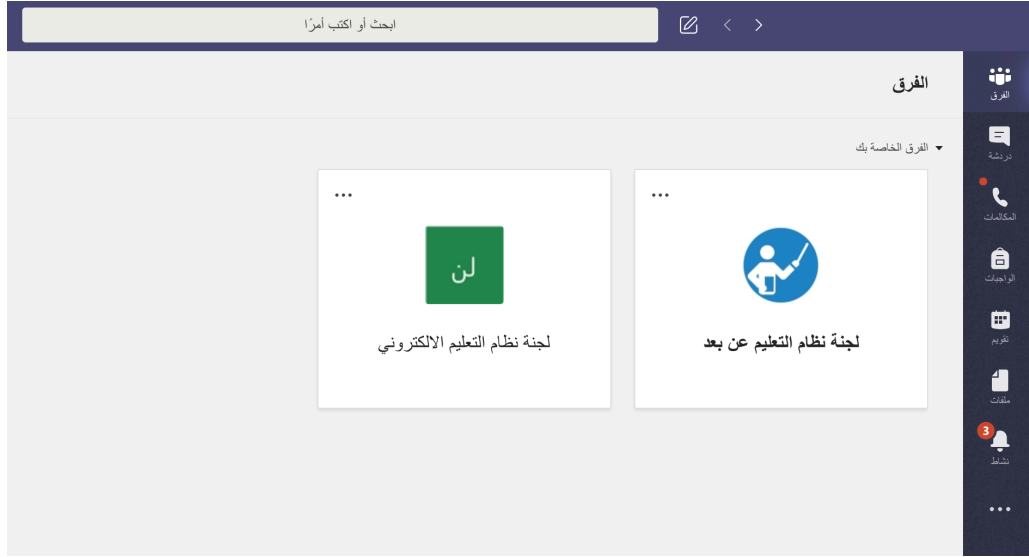 ابحث أو اكتب أمرًا
الفرق
الفرق
دردشة
المكالمات
الواجبات
تقويم
ملفات
3
نشاط
الفرق الخاصة بك
لجنة نظام التعليم عن بعد
لن
لجنة نظام التعليم الالكتروني